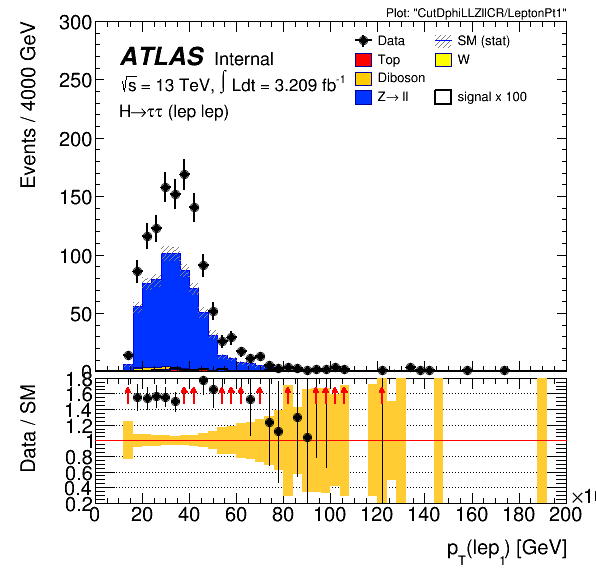 Plot: "CutDphiLLZllCR/LeptonPt1"
Events / 4000 GeV
300
250
200
150
100
50
0
ATLAS Internal
√s = 13 TeV, ∫ Ldt = 3.209 fb⁻¹
H→ττ (lep lep)
Data
SM (stat)
Top
W
Diboson
Z→ ll
signal x 100
Data / SM
1.8
1.6
1.4
1.2
1
0.8
0.6
0.4
0.2
0 20 40 60 80 100 120 140 160 180 200
p_T(lep_1) [GeV]